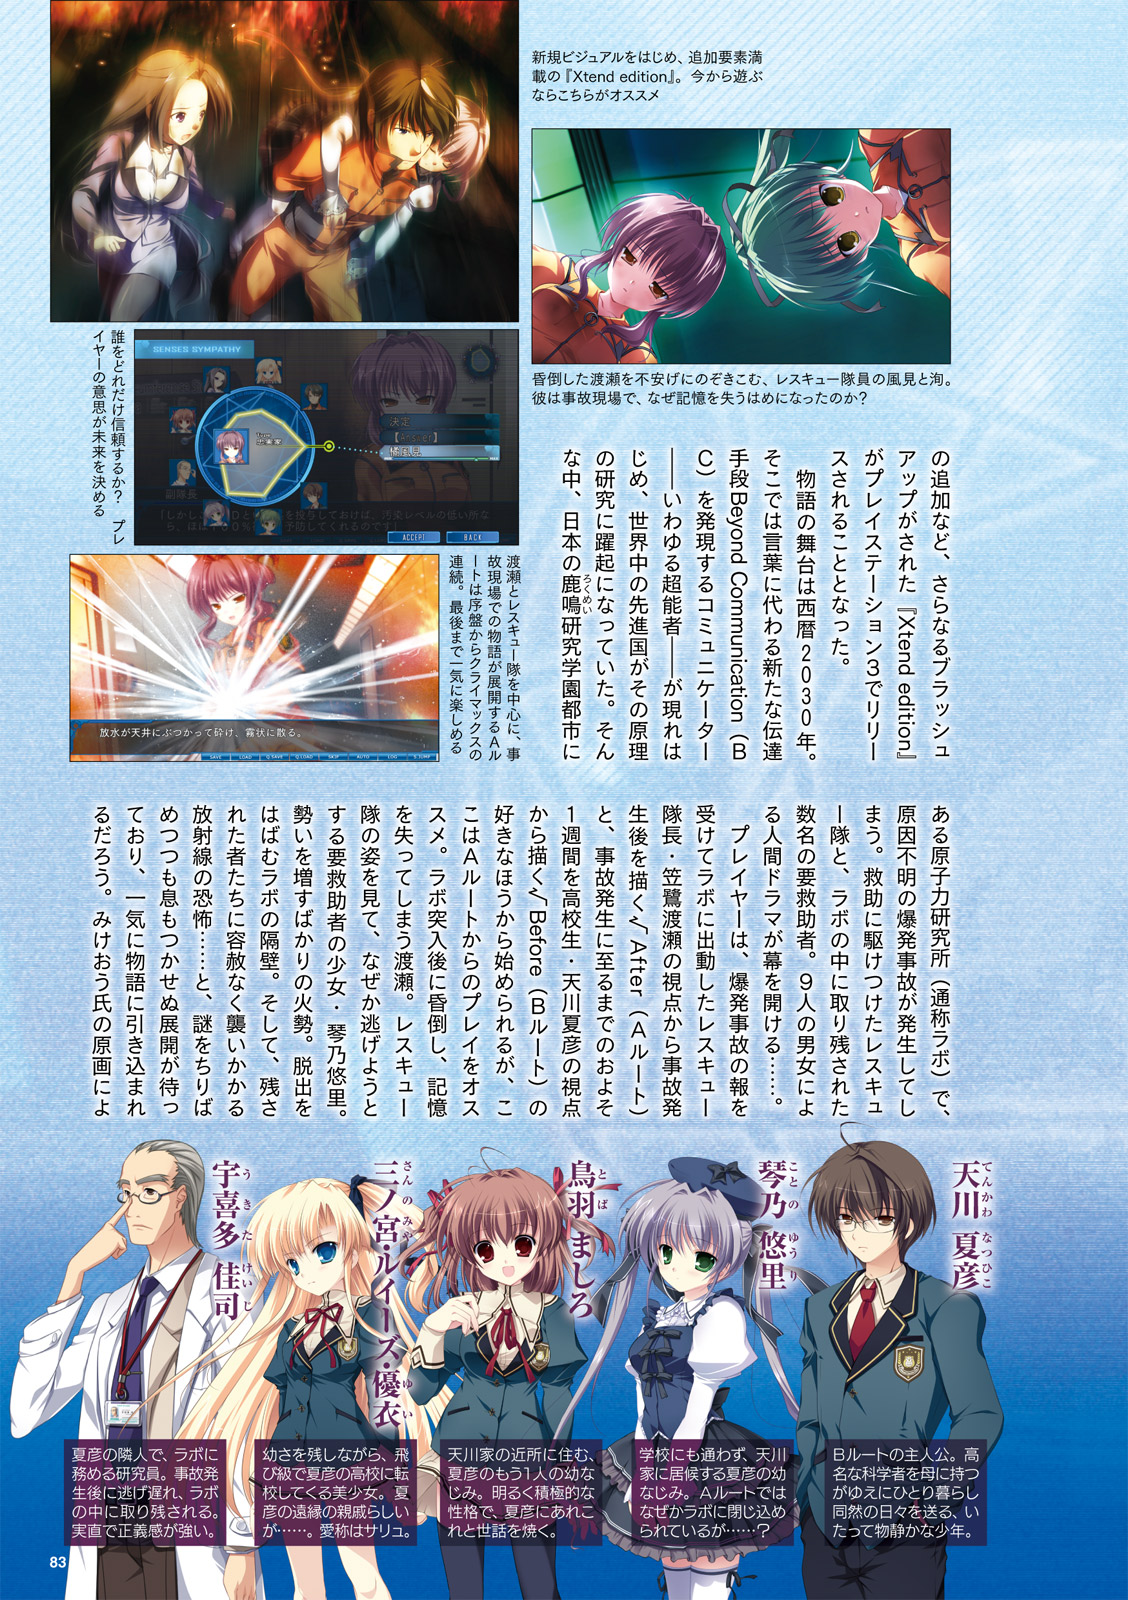 新規ビジュアルをはじめ、追加要素満
載の『Xtend edition』。今から遊ぶ
ならこちらがオススメ
昏倒した渡瀬を不安げにのぞきこむ、レスキュー隊員の風見と洵。
彼は事故現場で、なぜ記憶を失うはめになったのか？
誰をどれだけ信頼するか？　プレ
イヤーの意思が未来を決める
SENSES SYMPATHY
決定
【Answer】
橘風見
副隊長
ACCEPT
BACK
渡瀬とレスキュー隊を中心に、事
故現場での物語が展開するAル
ートは序盤からクライマックスの
連続。最後まで一気に楽しめる
放水が天井にぶつかって砕け、霧状に散る。
SAVE LOAD Q.SAVE Q.LOAD SKIP AUTO LOG
の追加など、さらなるブラッシュ
アップがされた『Xtend edition』
がプレイステーション3でリリー
スされることとなった。
　物語の舞台は西暦2030年。
そこでは言葉に代わる新たな伝達
手段Beyond Communication（B
C）を発現するコミュニケーター
――いわゆる超能者――が現れは
じめ、世界中の先進国がその原理
の研究に躍起になっていた。そん
な中、日本の鹿鳴研究学園都市に
ろくめい
ある原子力研究所（通称ラボ）で、
原因不明の爆発事故が発生してし
まう。救助に駆けつけたレスキュ
ー隊と、ラボの中に取り残された
数名の要救助者。9人の男女によ
る人間ドラマが幕を開ける……。
　プレイヤーは、爆発事故の報を
受けてラボに出動したレスキュー
隊長・笠鷺渡瀬の視点から事故発
生後を描く√After（Aルート）
と、事故発生に至るまでのおよそ
1週間を高校生・天川夏彦の視点
から描く√Before（Bルート）の
好きなほうから始められるが、こ
こはAルートからのプレイをオス
スメ。ラボ突入後に昏倒し、記憶
を失ってしまう渡瀬。レスキュー
隊の姿を見て、なぜか逃げようと
する要救助者の少女・琴乃悠里。
勢いを増すばかりの火勢。脱出を
はばむラボの隔壁。そして、残さ
れた者たちに容赦なく襲いかかる
放射線の恐怖……と、謎をちりば
めつつも息もつかせぬ展開が待っ
ており、一気に物語に引き込まれ
るだろう。みけおう氏の原画によ
天川 夏彦
てんかわ なつひこ
Bルートの主人公。高
名な科学者を母に持つ
がゆえにひとり暮らし
同然の日々を送る、い
たって物静かな少年。
琴乃 悠里
ことの ゆうり
学校にも通わず、天川
家に居候する夏彦の幼
なじみ。Aルートでは
なぜかラボに閉じ込め
られているが……？
鳥羽 ましろ
とば
天川家の近所に住む、
夏彦のもう1人の幼な
じみ。明るく積極的な
性格で、夏彦にあれこ
れと世話を焼く。
三ノ宮・ルイーズ・優衣
さんのみや ゆい
幼さを残しながら、飛
び級で夏彦の高校に転
校してくる美少女。夏
彦の遠縁の親戚らしい
が……。愛称はサリュ。
宇喜多 佳司
うきた けいじ
夏彦の隣人で、ラボに
務める研究員。事故発
生後に逃げ遅れ、ラボ
の中に取り残される。
実直で正義感が強い。
83